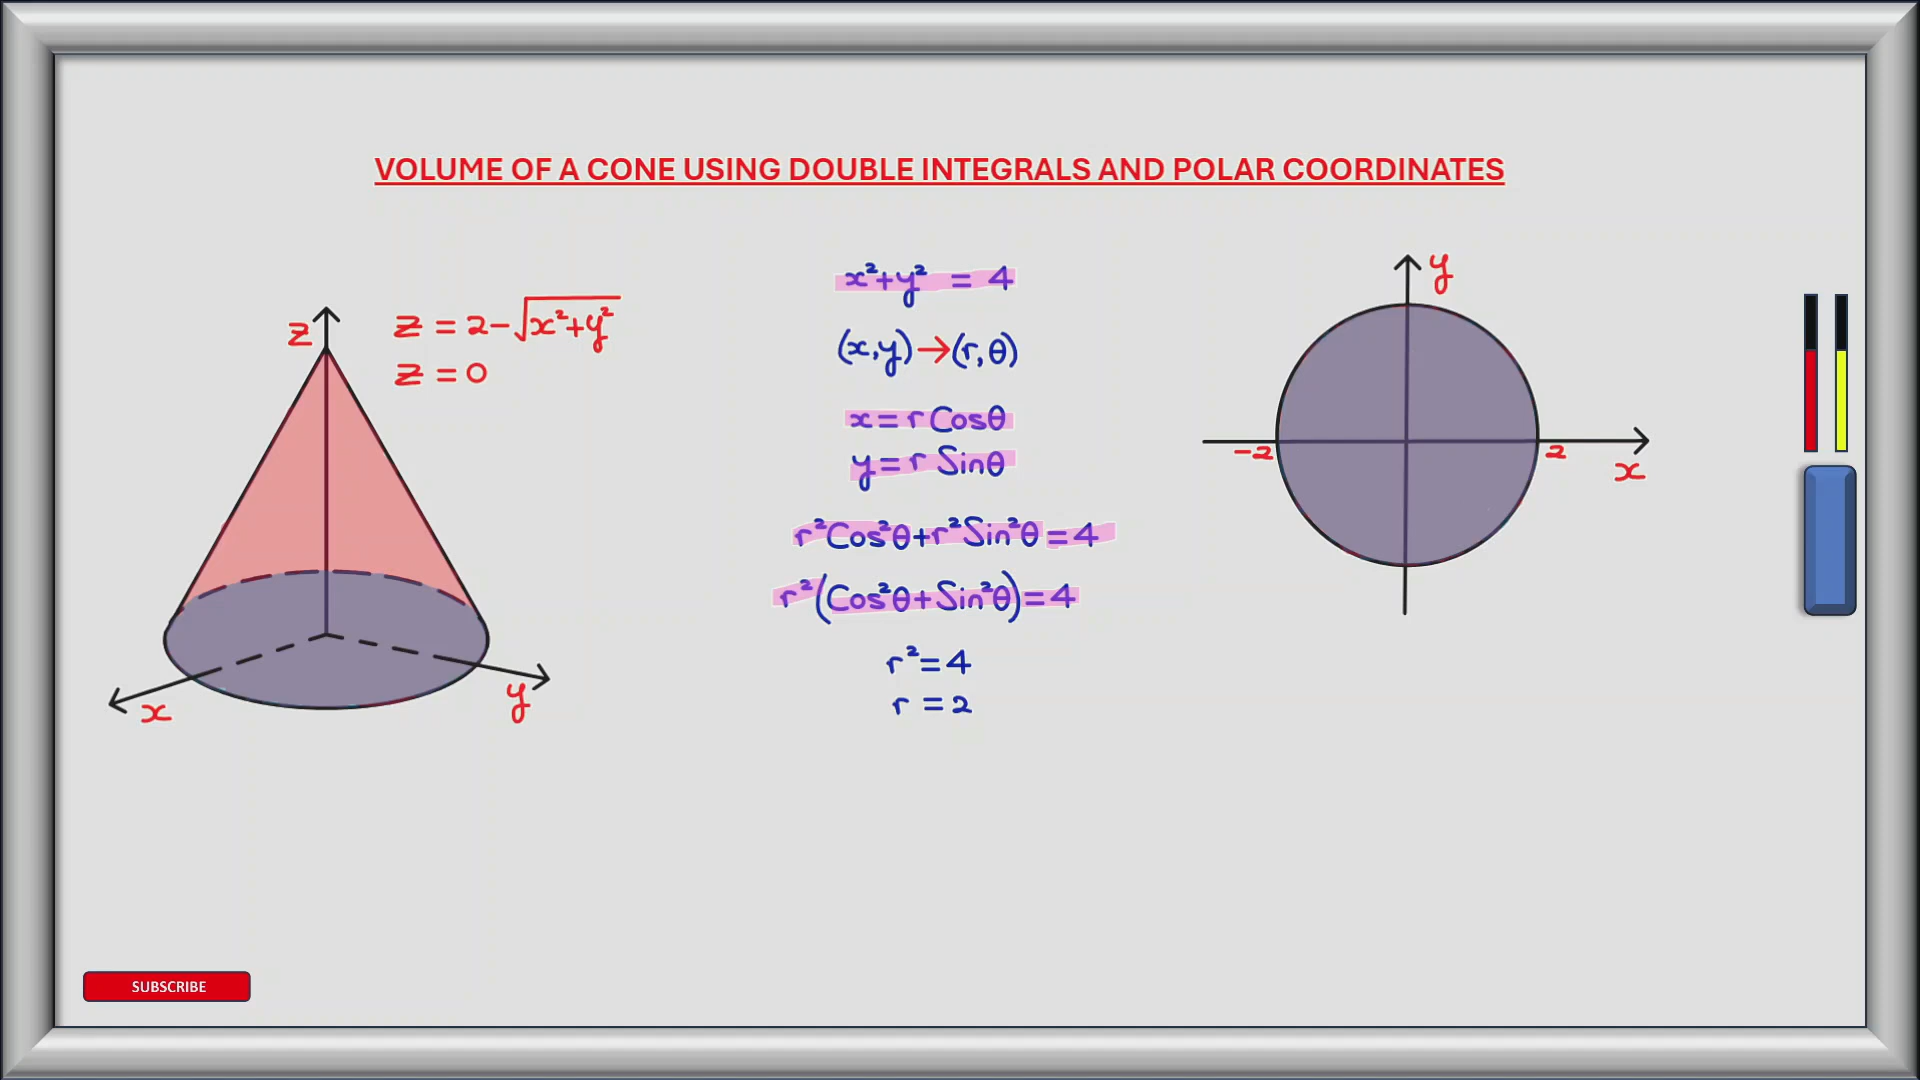 VOLUME OF A CONE USING DOUBLE INTEGRALS AND POLAR COORDINATES
z
z = 2-√x²+y²
z = 0
x
y
x²+y² = 4
(x,y)→(r,θ)
x = r Cosθ
y = r Sinθ
r²Cos²θ+r²Sin²θ = 4
r²(Cos²θ+Sin²θ) = 4
r² = 4
r = 2
y
-2
2
x
SUBSCRIBE